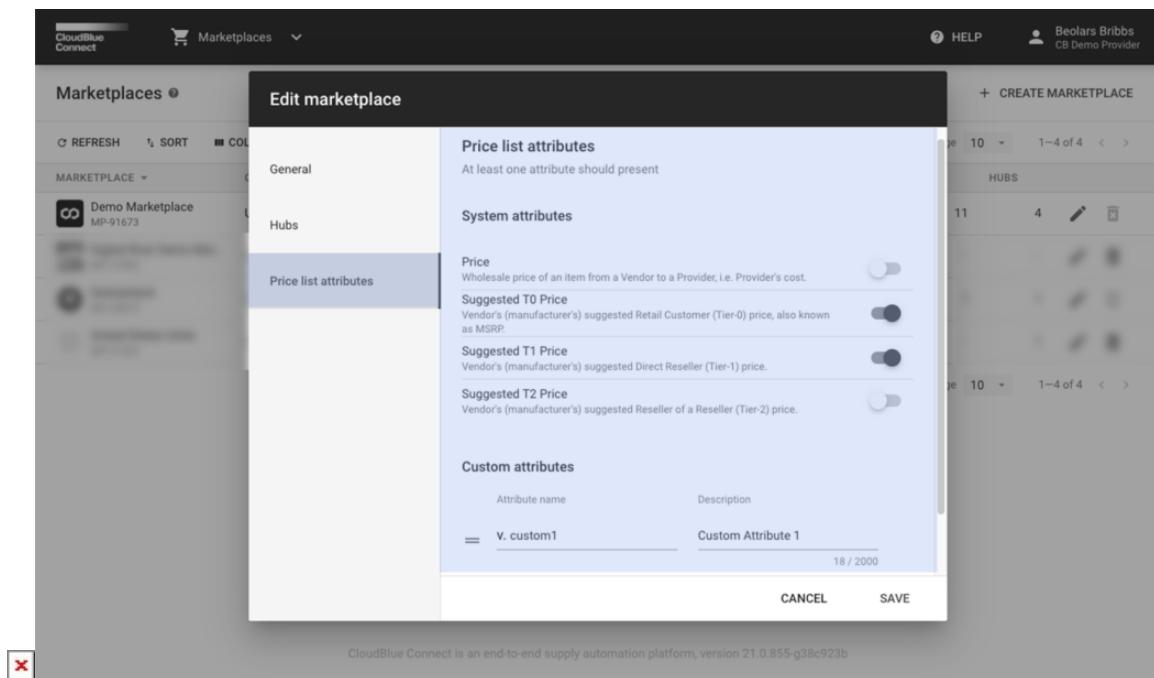 CloudBlue
Connect
Marketplaces
HELP
Beolars Bribbs
CB Demo Provider
Marketplaces
+ CREATE MARKETPLACE
Edit marketplace
REFRESH
SORT
COL
ge 10
1–4 of 4
MARKETPLACE
HUBS
Demo Marketplace
MP-91673
11
4
General
Hubs
Price list attributes
Price list attributes
At least one attribute should present
System attributes
Price
Wholesale price of an item from a Vendor to a Provider, i.e. Provider's cost.
Suggested T0 Price
Vendor's (manufacturer's) suggested Retail Customer (Tier-0) price, also known
as MSRP.
Suggested T1 Price
Vendor's (manufacturer's) suggested Direct Reseller (Tier-1) price.
Suggested T2 Price
Vendor's (manufacturer's) suggested Reseller of a Reseller (Tier-2) price.
ge 10
1–4 of 4
Custom attributes
Attribute name
Description
v. custom1
Custom Attribute 1
18 / 2000
CANCEL
SAVE
CloudBlue Connect is an end-to-end supply automation platform, version 21.0.855-g38c923b